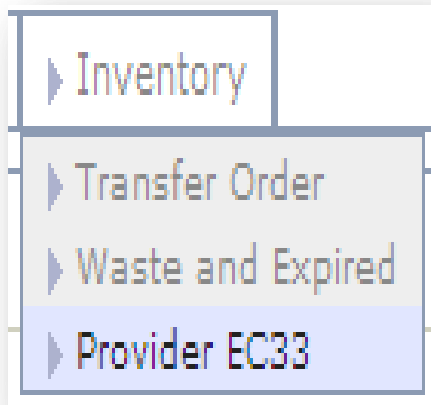 Inventory
Transfer Order
Waste and Expired
Provider EC33